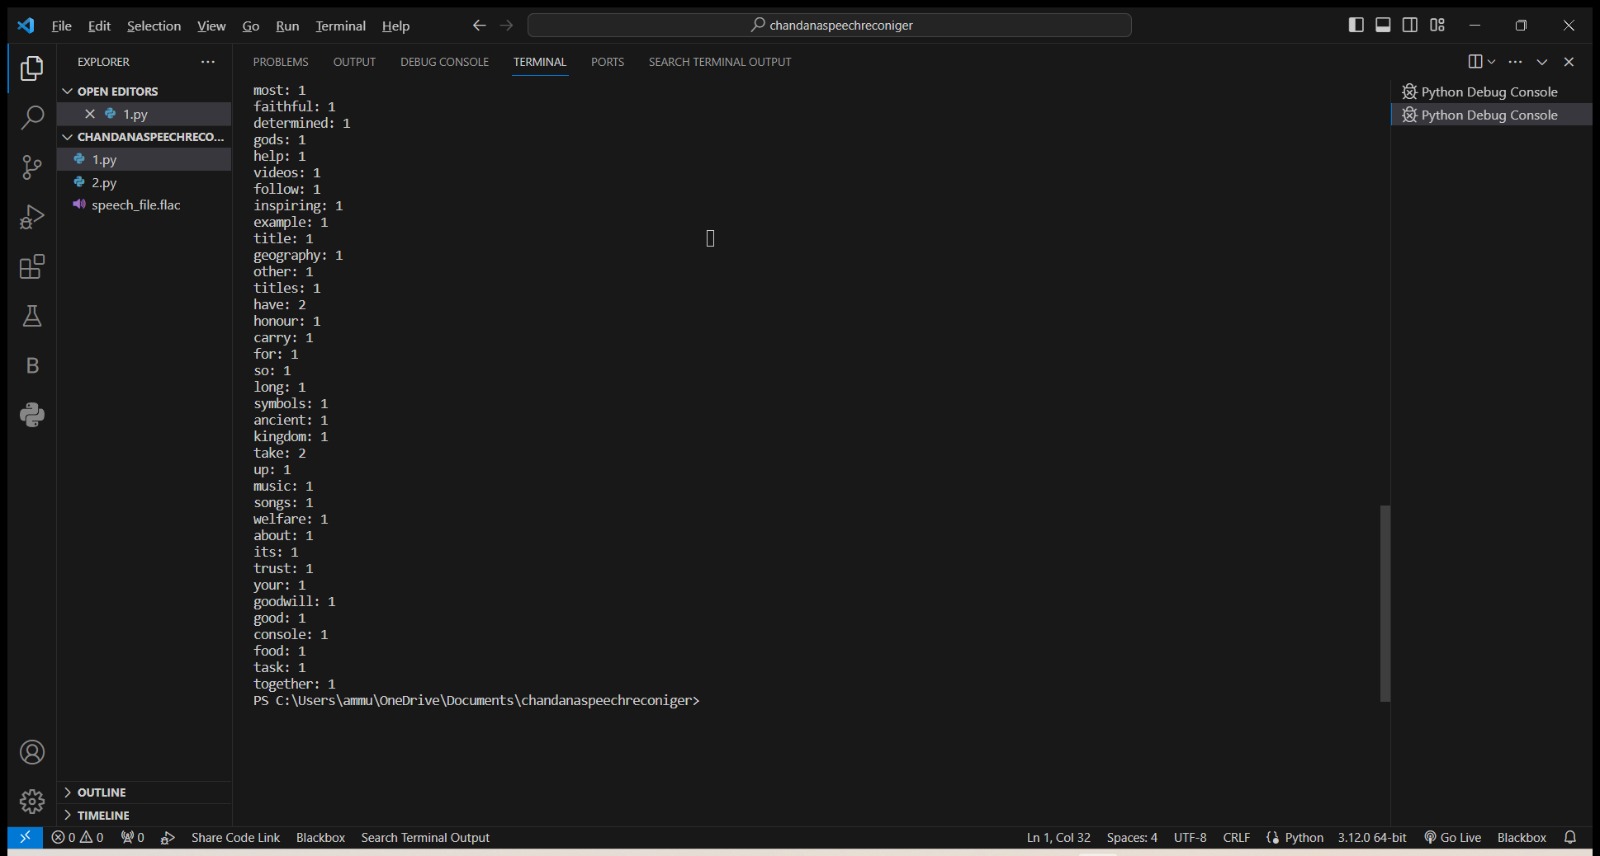 File Edit Selection View Go Run Terminal Help chandanaspeechreconiger
EXPLORER
OPEN EDITORS
1.py
CHANDANASPEECHRECO...
1.py
2.py
speech_file.flac
OUTLINE
TIMELINE
PROBLEMS OUTPUT DEBUG CONSOLE TERMINAL PORTS SEARCH TERMINAL OUTPUT
most: 1
faithful: 1
determined: 1
gods: 1
help: 1
videos: 1
follow: 1
inspiring: 1
example: 1
title: 1
geography: 1
other: 1
titles: 1
have: 2
honour: 1
carry: 1
for: 1
so: 1
long: 1
symbols: 1
ancient: 1
kingdom: 1
take: 2
up: 1
music: 1
songs: 1
welfare: 1
about: 1
its: 1
trust: 1
your: 1
goodwill: 1
good: 1
console: 1
food: 1
task: 1
together: 1
PS C:\Users\ammu\OneDrive\Documents\chandanaspeechreconiger>
Python Debug Console
Python Debug Console
0 0 0 Share Code Link Blackbox Search Terminal Output Ln 1, Col 32 Spaces: 4 UTF-8 CRLF Python 3.12.0 64-bit Go Live Blackbox